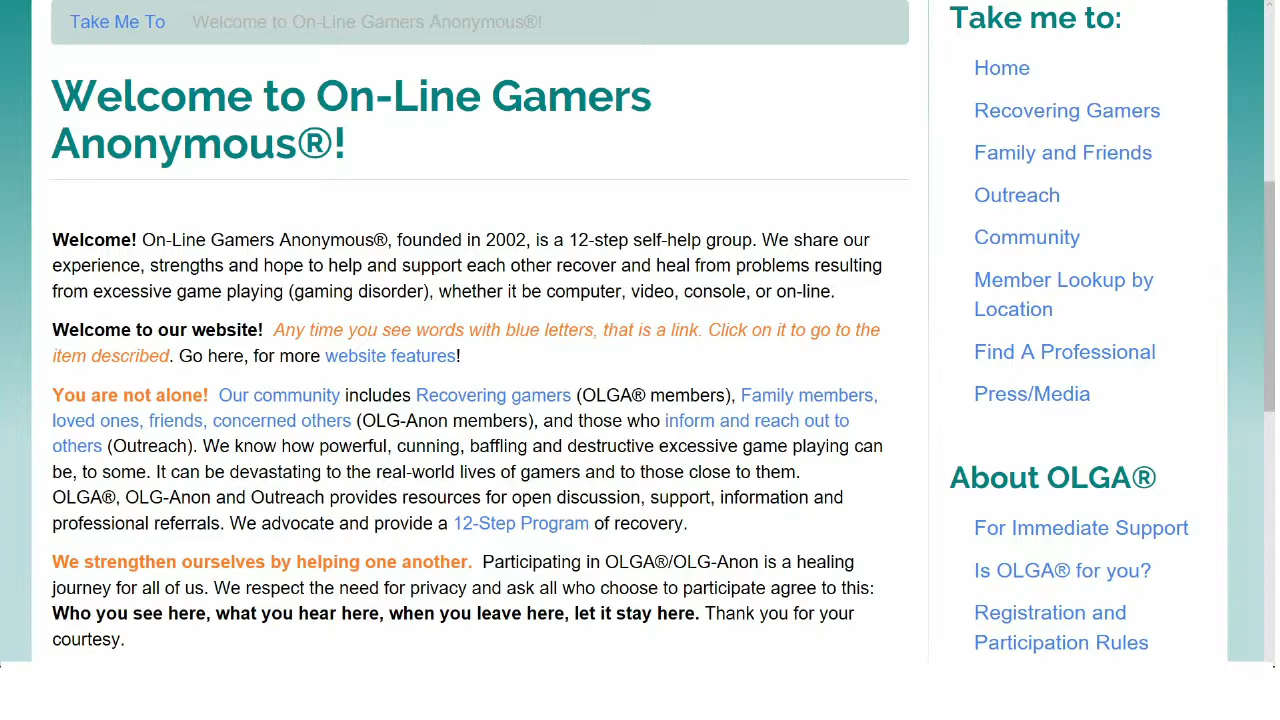 Take Me To Welcome to On-Line Gamers Anonymous®!
Welcome to On-Line Gamers
Anonymous®!
Welcome! On-Line Gamers Anonymous®, founded in 2002, is a 12-step self-help group. We share our
experience, strengths and hope to help and support each other recover and heal from problems resulting
from excessive game playing (gaming disorder), whether it be computer, video, console, or on-line.
Welcome to our website! Any time you see words with blue letters, that is a link. Click on it to go to the
item described. Go here, for more website features!
You are not alone! Our community includes Recovering gamers (OLGA® members), Family members,
loved ones, friends, concerned others (OLG-Anon members), and those who inform and reach out to
others (Outreach). We know how powerful, cunning, baffling and destructive excessive game playing can
be, to some. It can be devastating to the real-world lives of gamers and to those close to them.
OLGA®, OLG-Anon and Outreach provides resources for open discussion, support, information and
professional referrals. We advocate and provide a 12-Step Program of recovery.
We strengthen ourselves by helping one another. Participating in OLGA®/OLG-Anon is a healing
journey for all of us. We respect the need for privacy and ask all who choose to participate agree to this:
Who you see here, what you hear here, when you leave here, let it stay here. Thank you for your
courtesy.
Take me to:
Home
Recovering Gamers
Family and Friends
Outreach
Community
Member Lookup by
Location
Find A Professional
Press/Media
About OLGA®
For Immediate Support
Is OLGA® for you?
Registration and
Participation Rules